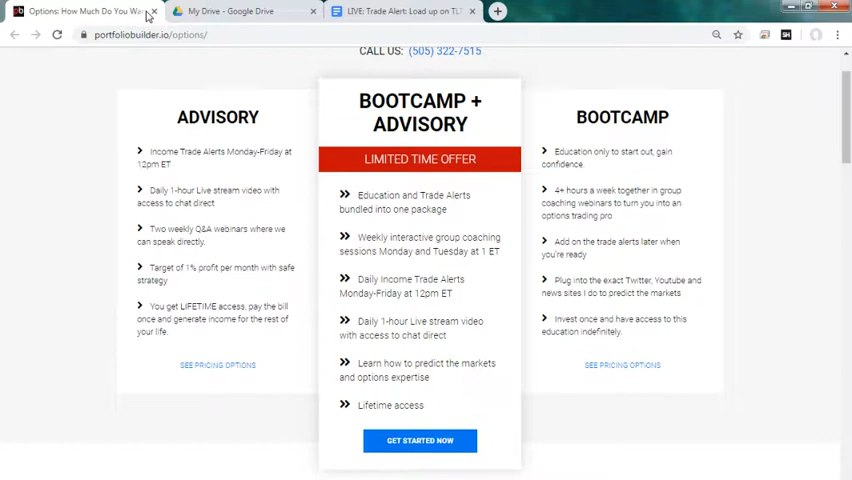 Options: How Much Do You Wa
My Drive - Google Drive
LIVE: Trade Alert: Load up on TLT
portfoliobuilder.io/options/
CALL US: (505) 322-7515
ADVISORY
Income Trade Alerts Monday-Friday at
12pm ET
Daily 1-hour Live stream video with
access to chat direct
Two weekly Q&A webinars where we
can speak directly.
Target of 1% profit per month with safe
strategy
You get LIFETIME access, pay the bill
once and generate income for the rest of
your life.
SEE PRICING OPTIONS
BOOTCAMP +
ADVISORY
LIMITED TIME OFFER
Education and Trade Alerts
bundled into one package
Weekly interactive group coaching
sessions Monday and Tuesday at 1 ET
Daily Income Trade Alerts
Monday-Friday at 12pm ET
Daily 1-hour Live stream video
with access to chat direct
Learn how to predict the markets
and options expertise
Lifetime access
GET STARTED NOW
BOOTCAMP
Education only to start out, gain
confidence.
4+ hours a week together in group
coaching webinars to turn you into an
options trading pro
Add on the trade alerts later when
you're ready
Plug into the exact Twitter, Youtube and
news sites I do to predict the markets
Invest once and have access to this
education indefinitely.
SEE PRICING OPTIONS